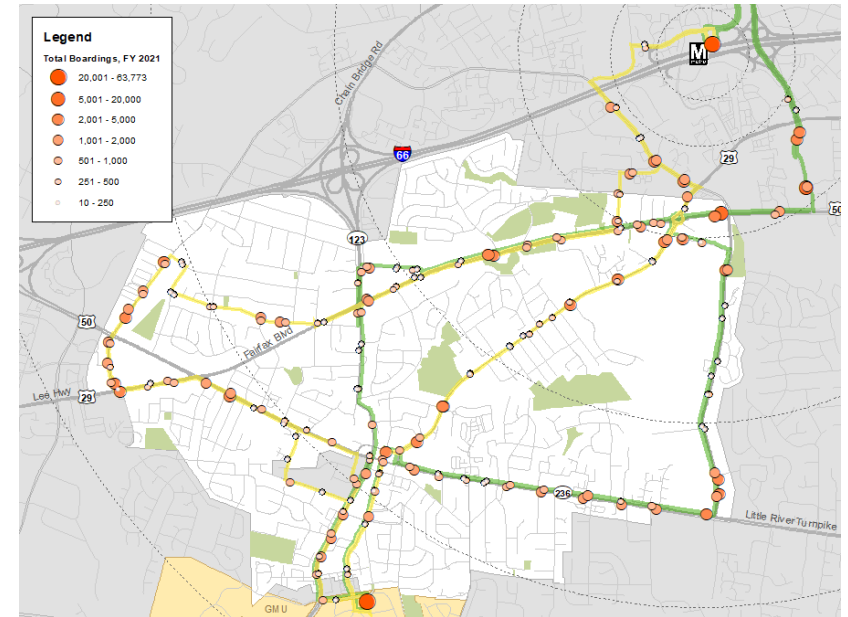 Legend
Total Boardings, FY 2021
20,001 - 63,773
5,001 - 20,000
2,001 - 5,000
1,001 - 2,000
501 - 1,000
251 - 500
10 - 250
Chain Bridge Rd
M
66
29
50
123
50
Fairfax Blvd
Lee Hwy
29
236
Little River Turnpike
GMU